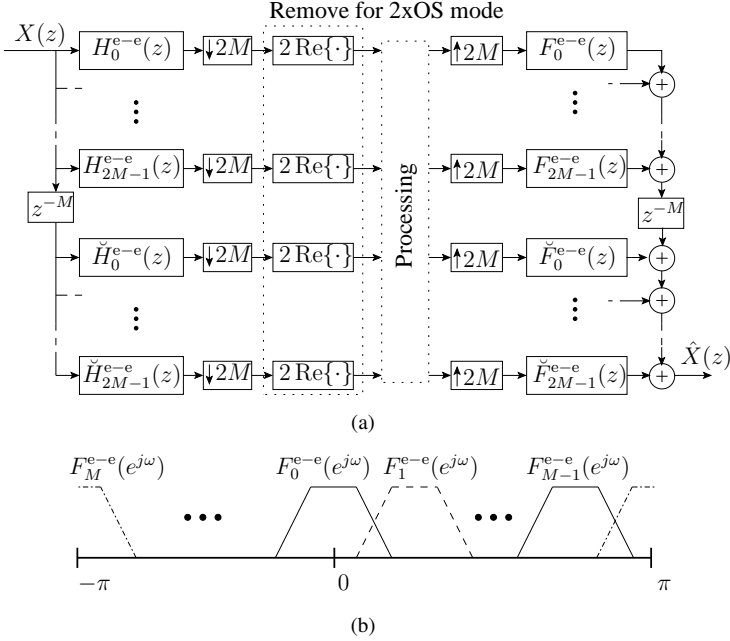 Remove for 2xOS mode
X(z) H_0^{e-e}(z) ↓2M 2 Re{·} ↑2M F_0^{e-e}(z)
+
H_{2M−1}^{e-e}(z) ↓2M 2 Re{·} ↑2M F_{2M−1}^{e-e}(z) +
z^{−M} Processing z^{−M}
H̆_0^{e-e}(z) ↓2M 2 Re{·} ↑2M F̆_0^{e-e}(z) +
+
H̆_{2M−1}^{e-e}(z) ↓2M 2 Re{·} ↑2M F̆_{2M−1}^{e-e}(z) + X̂(z)
(a)
F_M^{e-e}(e^{jω}) F_0^{e-e}(e^{jω}) F_1^{e-e}(e^{jω}) F_{M−1}^{e-e}(e^{jω})
−π 0 π
(b)